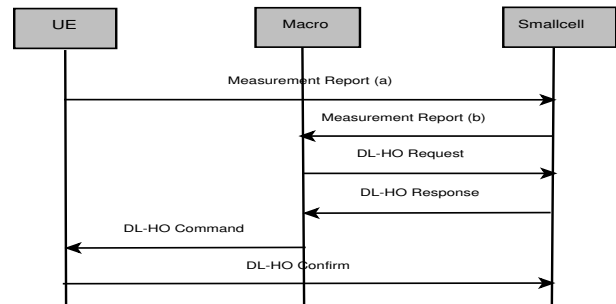 UE
Macro
Smallcell
Measurement Report (a)
Measurement Report (b)
DL-HO Request
DL-HO Response
DL-HO Command
DL-HO Confirm